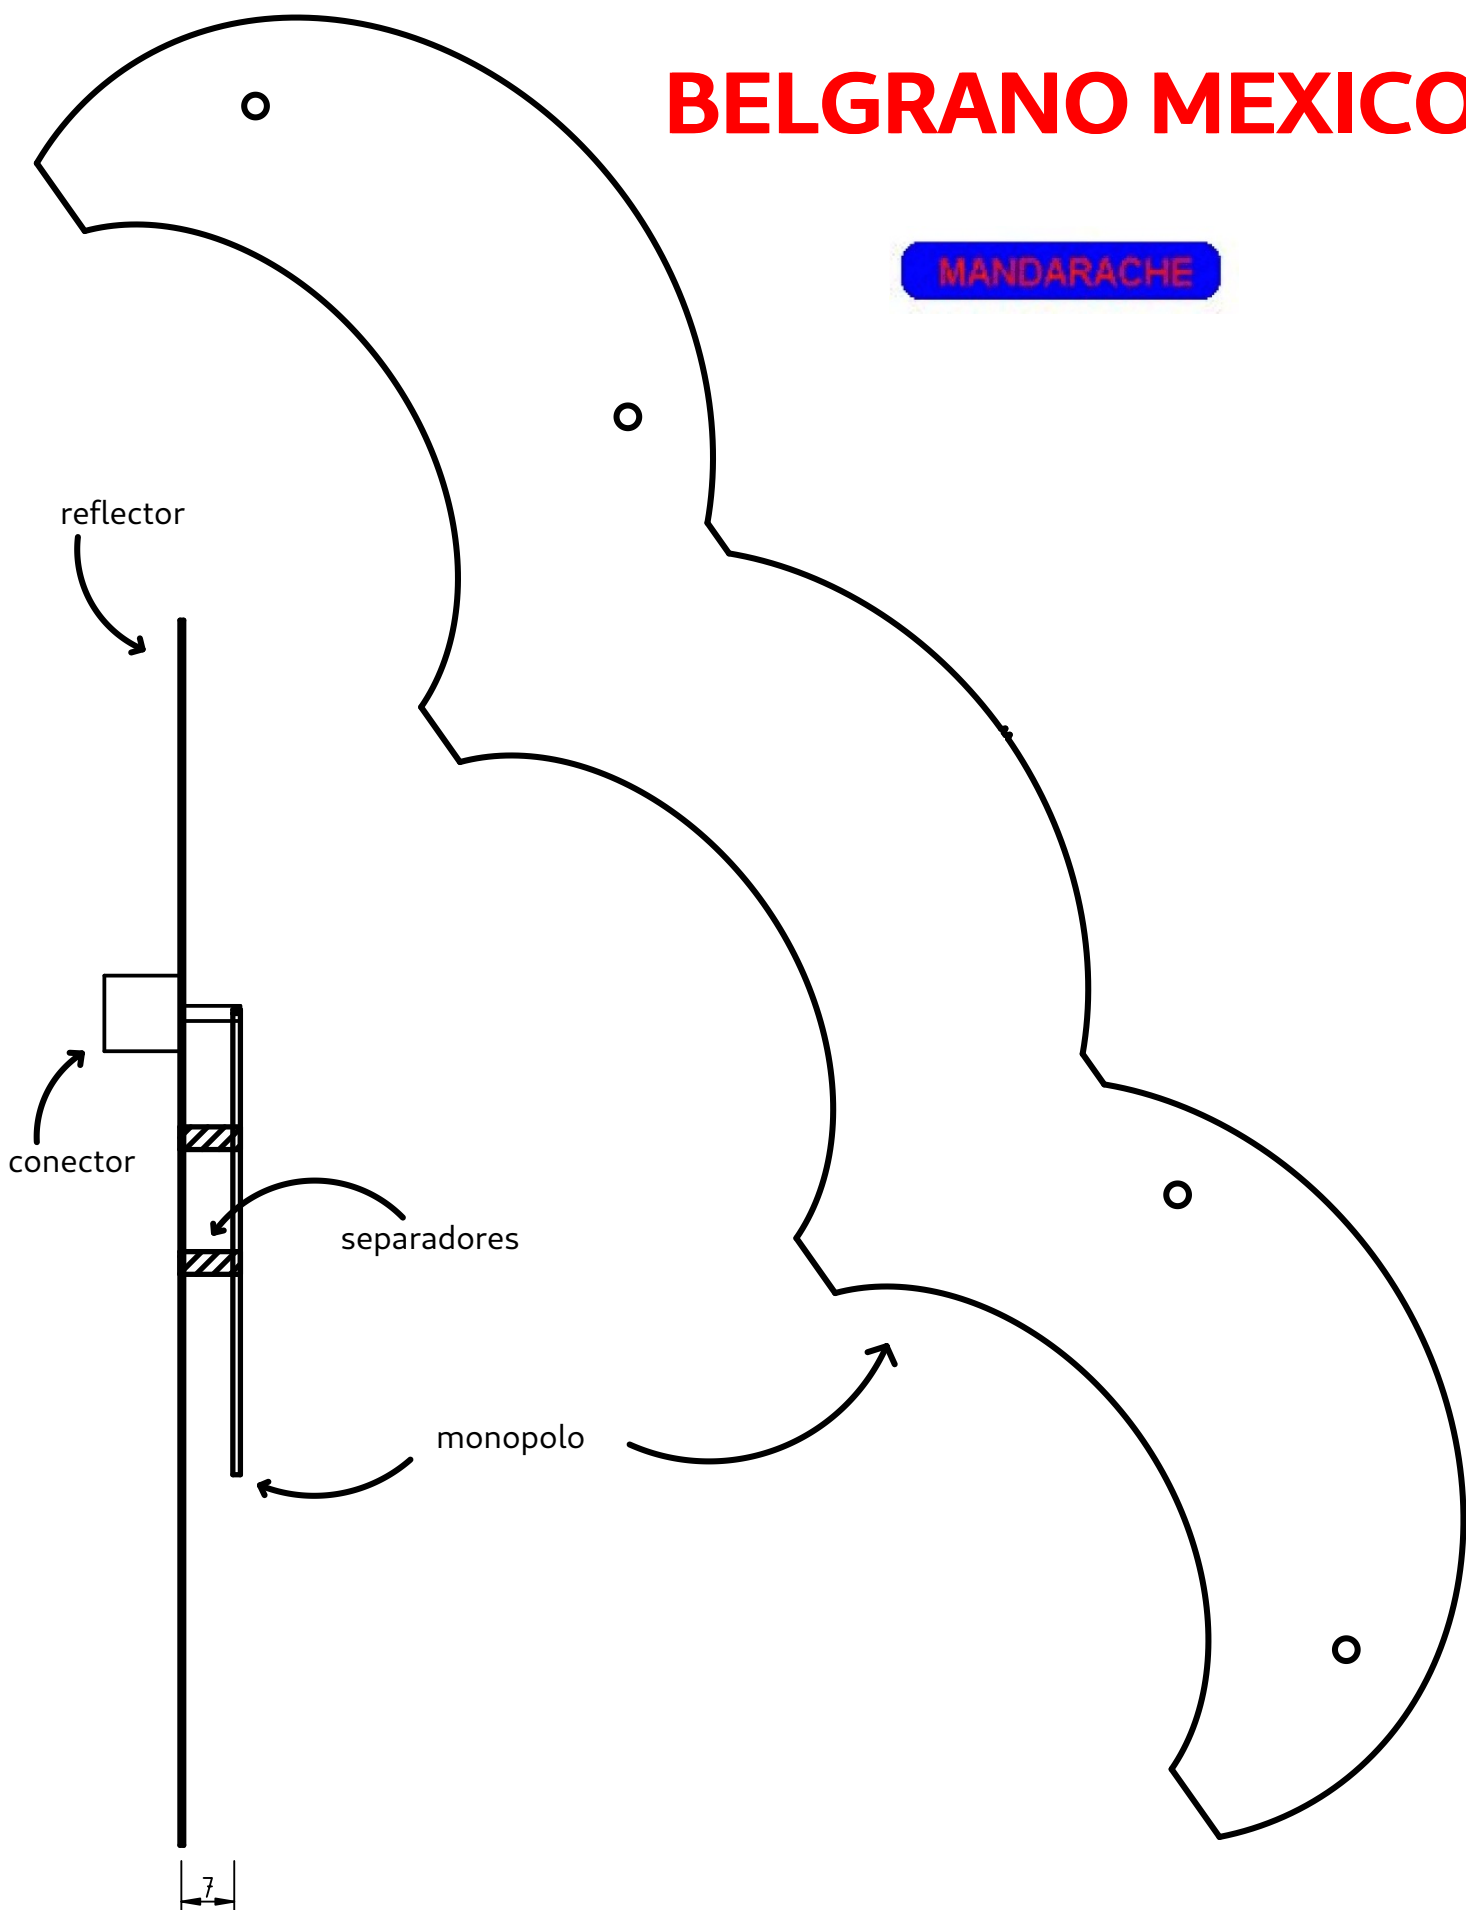 BELGRANO MEXICO
MANDARACHE
reflector
conector
separadores
monopolo
7